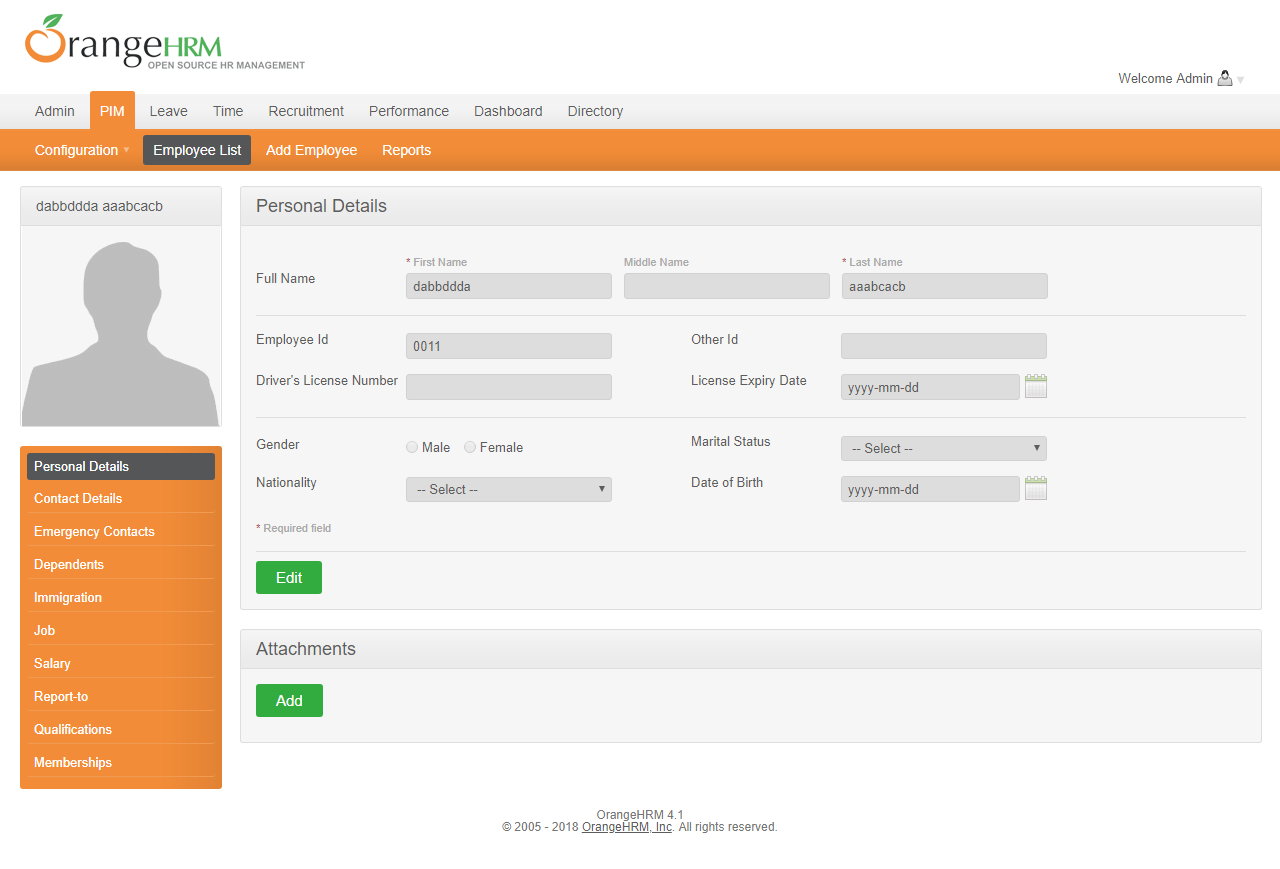 OrangeHRM
OPEN SOURCE HR MANAGEMENT
Welcome Admin
Admin PIM Leave Time Recruitment Performance Dashboard Directory
Configuration Employee List Add Employee Reports
dabbddda aaabcacb
Personal Details
Contact Details
Emergency Contacts
Dependents
Immigration
Job
Salary
Report-to
Qualifications
Memberships
Personal Details
* First Name Middle Name * Last Name
Full Name dabbddda aaabcacb
Employee Id 0011 Other Id
Driver's License Number License Expiry Date yyyy-mm-dd
Gender Male Female Marital Status -- Select --
Nationality -- Select -- Date of Birth yyyy-mm-dd
* Required field
Edit
Attachments
Add
OrangeHRM 4.1
© 2005 - 2018 OrangeHRM, Inc. All rights reserved.